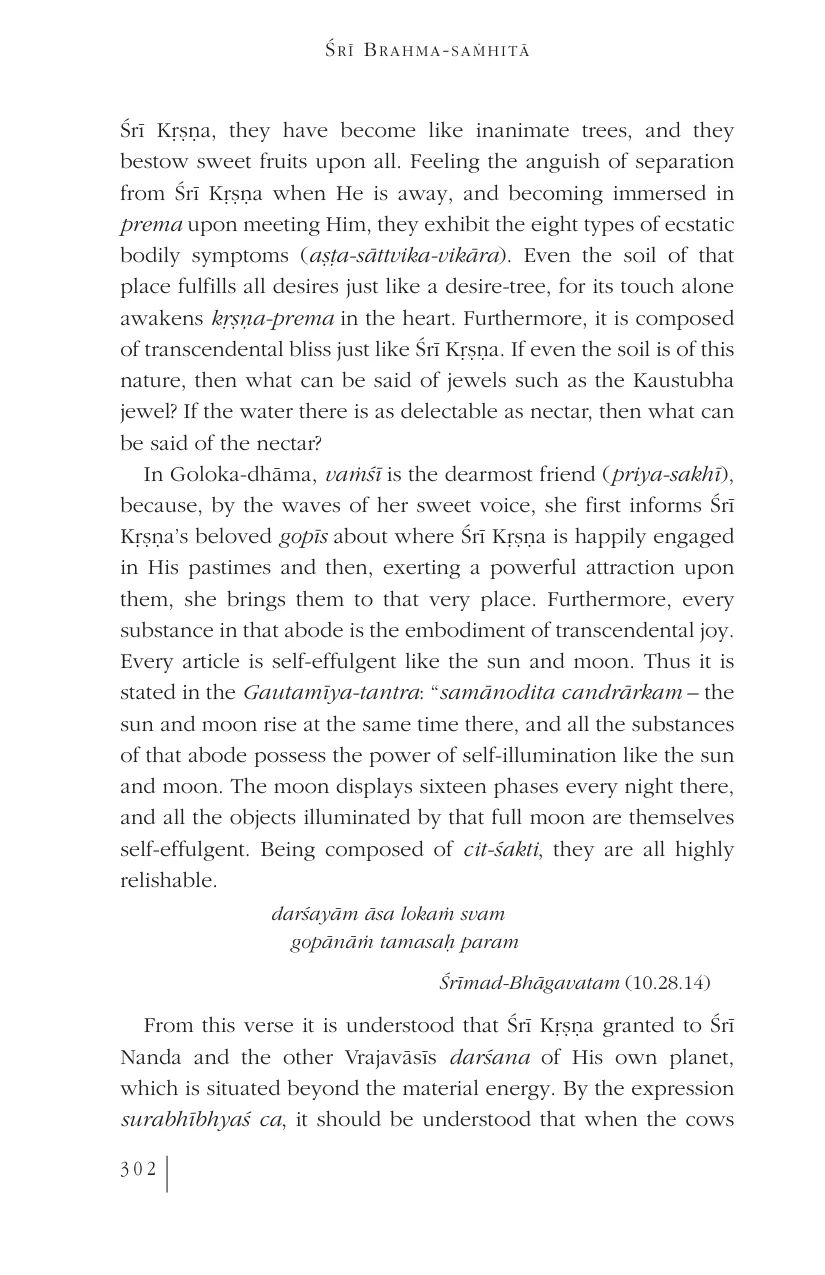 Śrī Brahma-saṁhitā
Śrī Kṛṣṇa, they have become like inanimate trees, and they
bestow sweet fruits upon all. Feeling the anguish of separation
from Śrī Kṛṣṇa when He is away, and becoming immersed in
prema upon meeting Him, they exhibit the eight types of ecstatic
bodily symptoms (aṣṭa-sāttvika-vikāra). Even the soil of that
place fulfills all desires just like a desire-tree, for its touch alone
awakens kṛṣṇa-prema in the heart. Furthermore, it is composed
of transcendental bliss just like Śrī Kṛṣṇa. If even the soil is of this
nature, then what can be said of jewels such as the Kaustubha
jewel? If the water there is as delectable as nectar, then what can
be said of the nectar?
In Goloka-dhāma, vaṁśī is the dearmost friend (priya-sakhī),
because, by the waves of her sweet voice, she first informs Śrī
Kṛṣṇa’s beloved gopīs about where Śrī Kṛṣṇa is happily engaged
in His pastimes and then, exerting a powerful attraction upon
them, she brings them to that very place. Furthermore, every
substance in that abode is the embodiment of transcendental joy.
Every article is self-effulgent like the sun and moon. Thus it is
stated in the Gautamīya-tantra: “samānodita candrārkam – the
sun and moon rise at the same time there, and all the substances
of that abode possess the power of self-illumination like the sun
and moon. The moon displays sixteen phases every night there,
and all the objects illuminated by that full moon are themselves
self-effulgent. Being composed of cit-śakti, they are all highly
relishable.
darśayām āsa lokaṁ svam
gopānāṁ tamasaḥ param
Śrīmad-Bhāgavatam (10.28.14)
From this verse it is understood that Śrī Kṛṣṇa granted to Śrī
Nanda and the other Vrajavāsīs darśana of His own planet,
which is situated beyond the material energy. By the expression
surabhībhyaś ca, it should be understood that when the cows
302